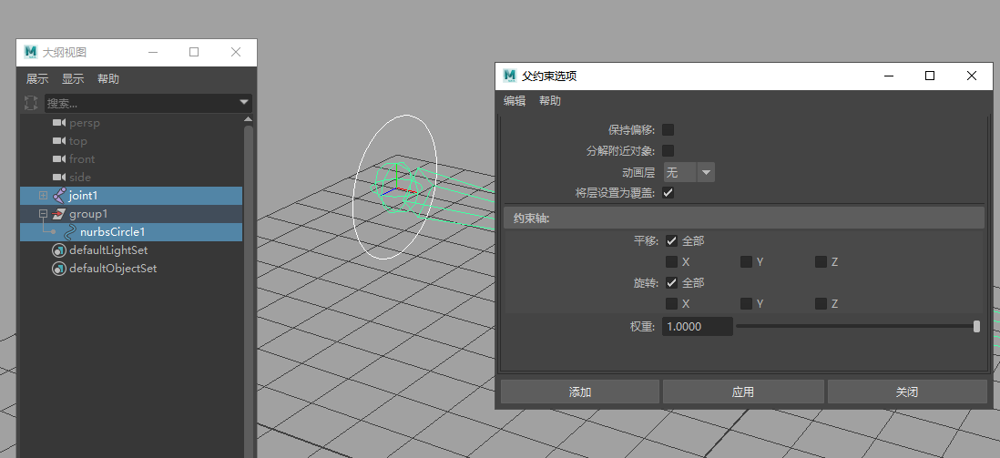 大纲视图
展示 显示 帮助
搜索...
persp
top
front
side
joint1
group1
nurbsCircle1
defaultLightSet
defaultObjectSet
父约束选项
编辑 帮助
保持偏移:
分解附近对象:
动画层 无
将层设置为覆盖:
约束轴:
平移: 全部
X Y Z
旋转: 全部
X Y Z
权重: 1.0000
添加 应用 关闭